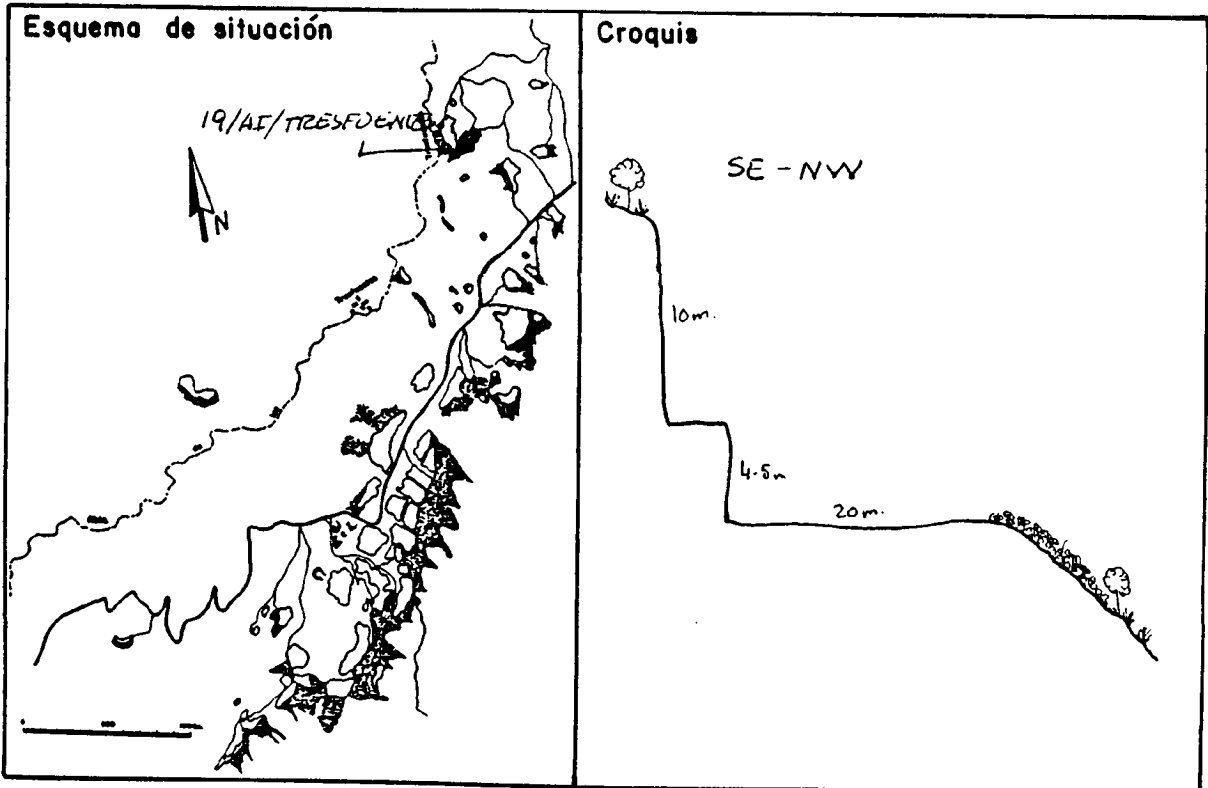 Esquema de situación
19/AI/TRESFUENTES
N
Croquis
SE - NW
10m.
4-5m
20m.